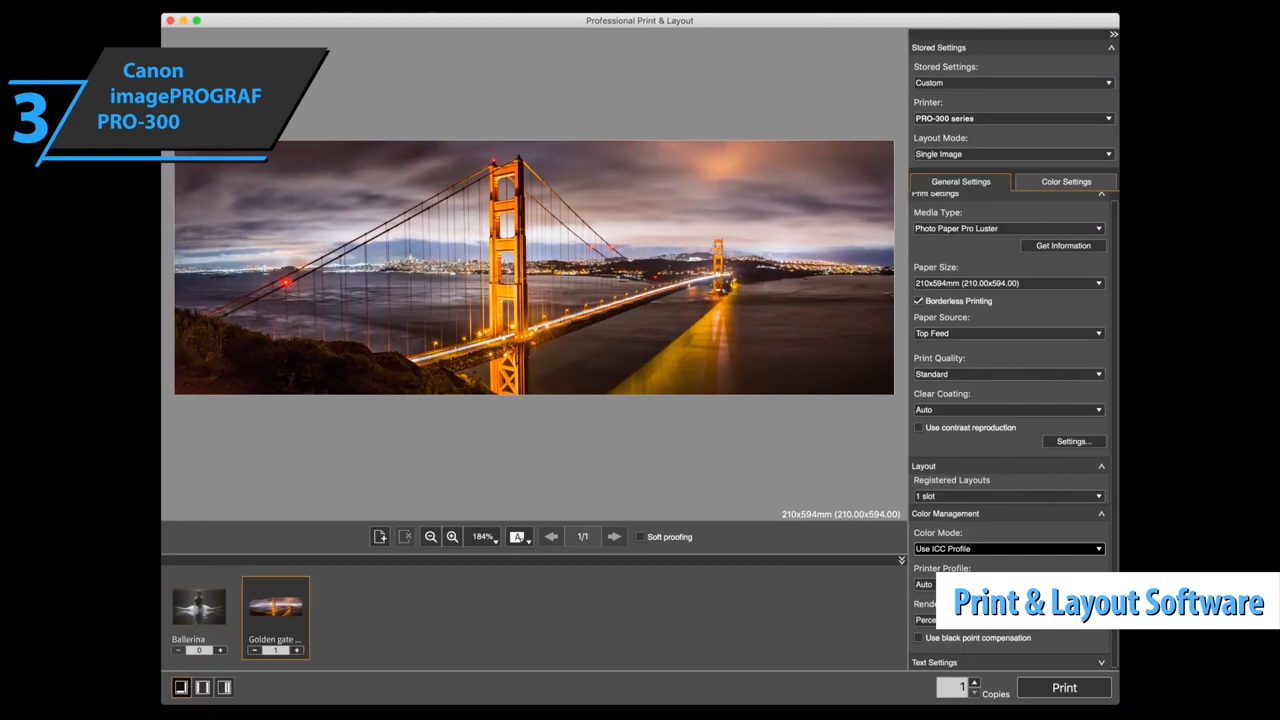 Professional Print & Layout
3
Canon
imagePROGRAF
PRO-300
Stored Settings
Stored Settings:
Custom
Printer:
PRO-300 series
Layout Mode:
Single Image
General Settings
Color Settings
Print Settings
Media Type:
Photo Paper Pro Luster
Get Information
Paper Size:
210x594mm (210.00x594.00)
Borderless Printing
Paper Source:
Top Feed
Print Quality:
Standard
Clear Coating:
Auto
Use contrast reproduction
Settings...
Layout
Registered Layouts
1 slot
Color Management
Color Mode:
Use ICC Profile
Printer Profile:
Auto
Rende
Perce
Use black point compensation
Text Settings
Print & Layout Software
210x594mm (210.00x594.00)
184%
A
1/1
Soft proofing
Ballerina
0
Golden gate ...
1
1
Copies
Print